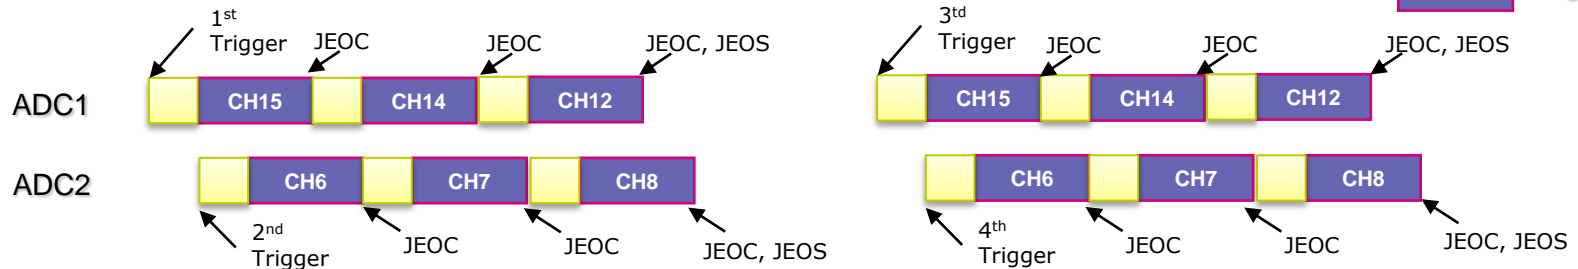 1st
Trigger
JEOC
JEOC
JEOC, JEOS
3td
Trigger
JEOC
JEOC
JEOC, JEOS
ADC1
CH15
CH14
CH12
CH15
CH14
CH12
ADC2
CH6
CH7
CH8
CH6
CH7
CH8
2nd
Trigger
JEOC
JEOC
JEOC, JEOS
4th
Trigger
JEOC
JEOC
JEOC, JEOS